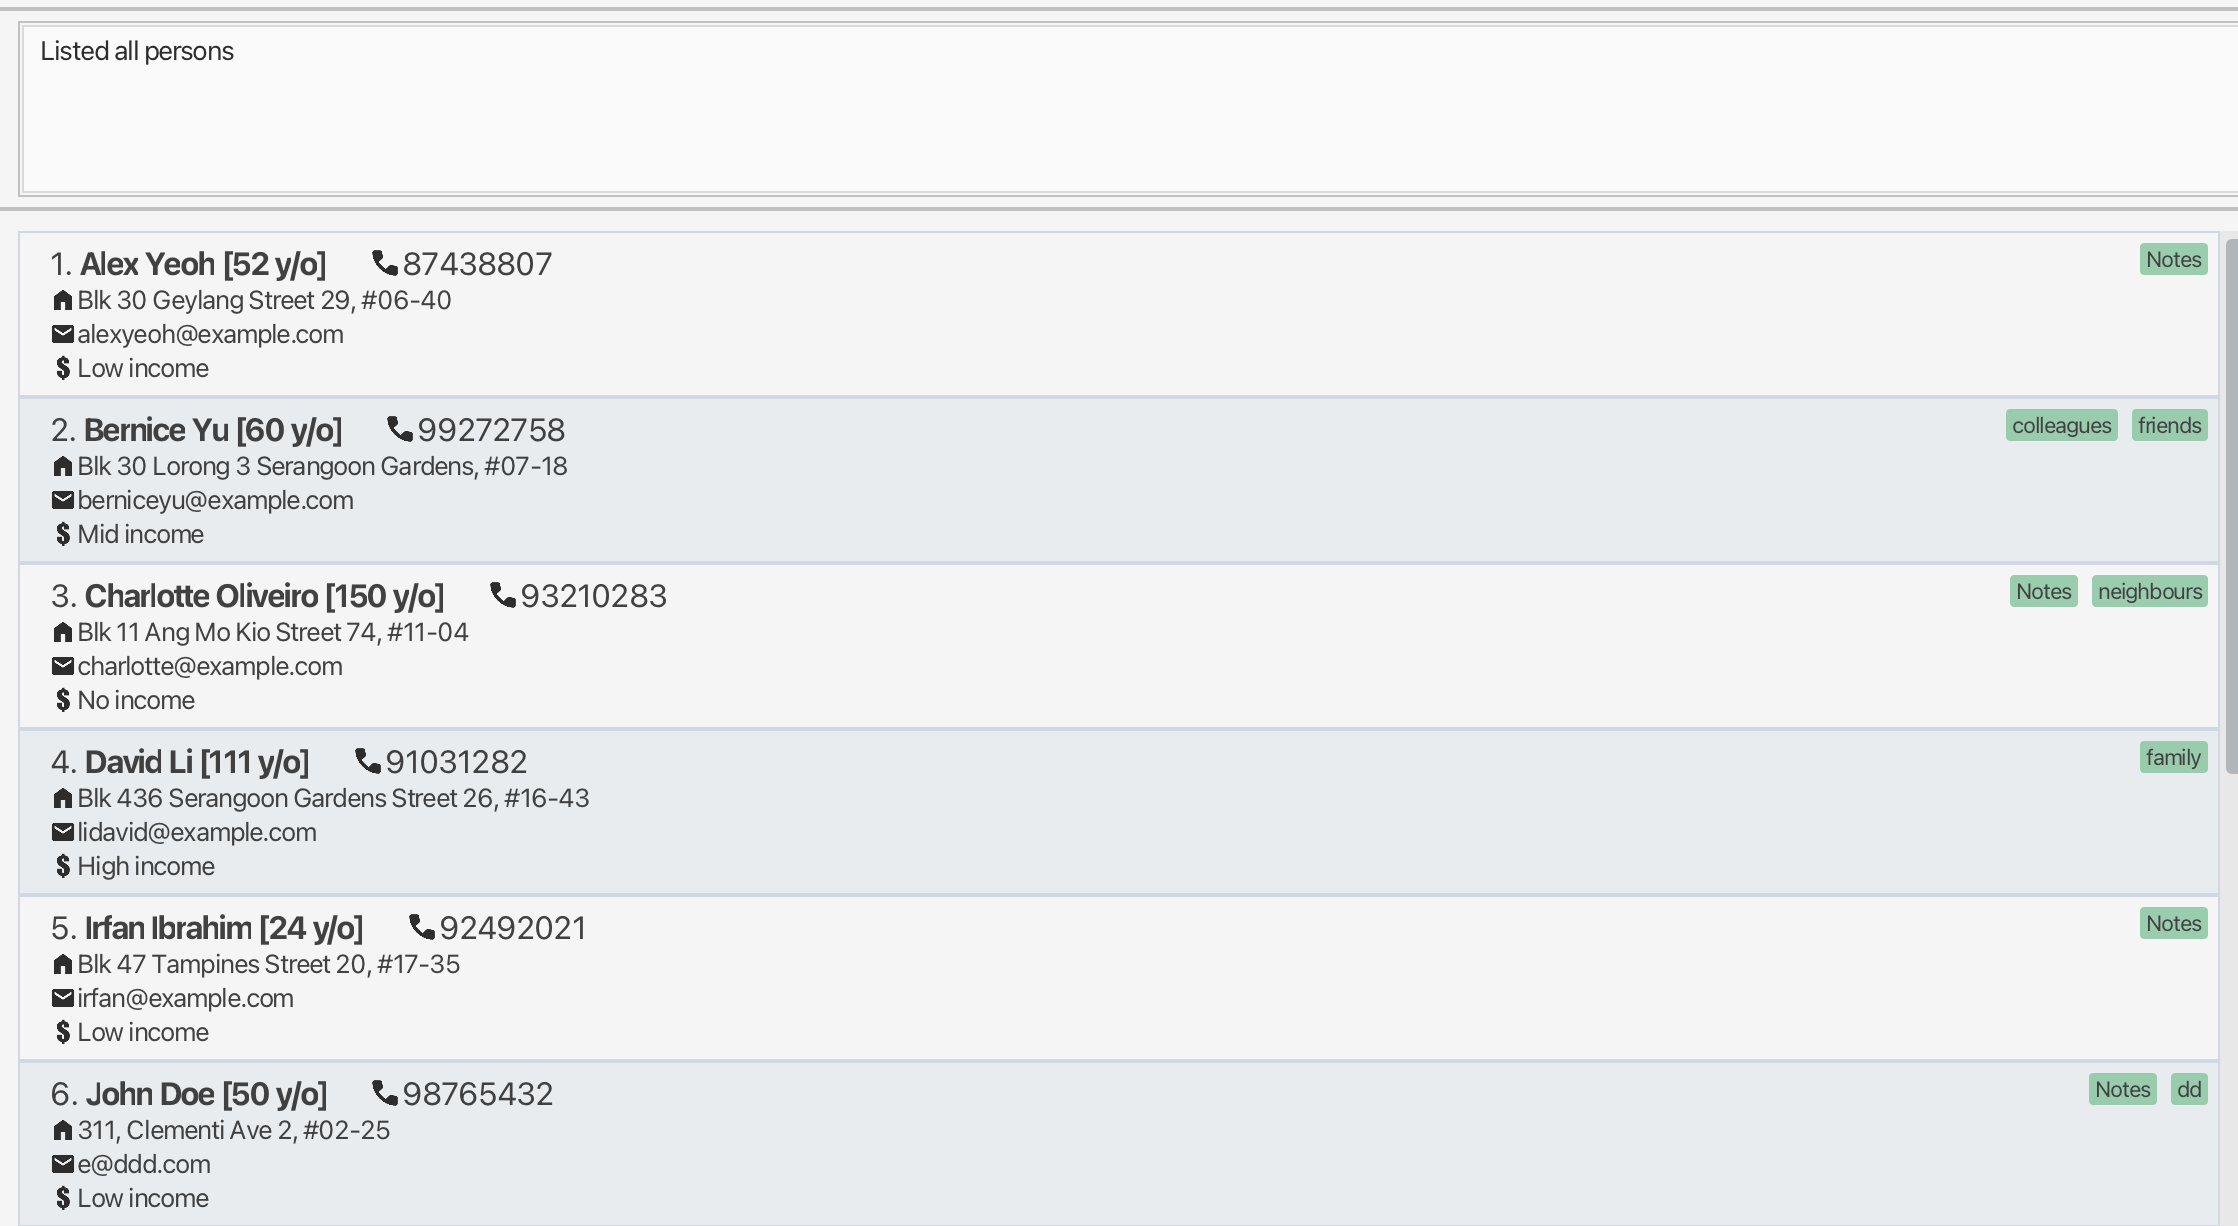 Listed all persons
1. Alex Yeoh [52 y/o] 87438807 Notes
Blk 30 Geylang Street 29, #06-40
alexyeoh@example.com
$ Low income
2. Bernice Yu [60 y/o] 99272758 colleagues friends
Blk 30 Lorong 3 Serangoon Gardens, #07-18
berniceyu@example.com
$ Mid income
3. Charlotte Oliveiro [150 y/o] 93210283 Notes neighbours
Blk 11 Ang Mo Kio Street 74, #11-04
charlotte@example.com
$ No income
4. David Li [111 y/o] 91031282 family
Blk 436 Serangoon Gardens Street 26, #16-43
lidavid@example.com
$ High income
5. Irfan Ibrahim [24 y/o] 92492021 Notes
Blk 47 Tampines Street 20, #17-35
irfan@example.com
$ Low income
6. John Doe [50 y/o] 98765432 Notes dd
311, Clementi Ave 2, #02-25
e@ddd.com
$ Low income